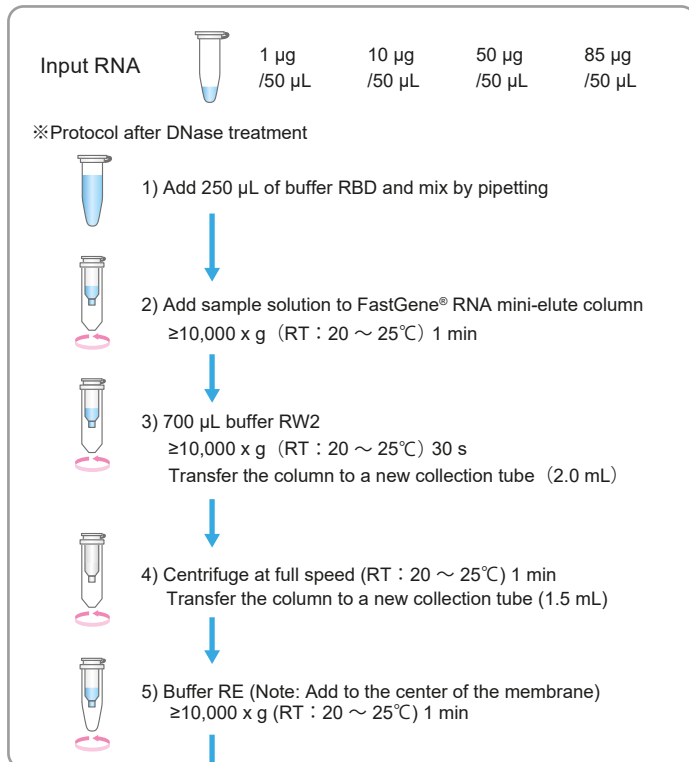 Input RNA
1 µg 10 µg 50 µg 85 µg
/50 µL /50 µL /50 µL /50 µL
※Protocol after DNase treatment
1) Add 250 µL of buffer RBD and mix by pipetting
2) Add sample solution to FastGene® RNA mini-elute column
≥10,000 x g（RT：20 ～ 25℃）1 min
3) 700 µL buffer RW2
≥10,000 x g（RT：20 ～ 25℃）30 s
Transfer the column to a new collection tube（2.0 mL）
4) Centrifuge at full speed (RT：20 ～ 25℃) 1 min
Transfer the column to a new collection tube (1.5 mL)
5) Buffer RE (Note: Add to the center of the membrane)
≥10,000 x g (RT：20 ～ 25℃) 1 min